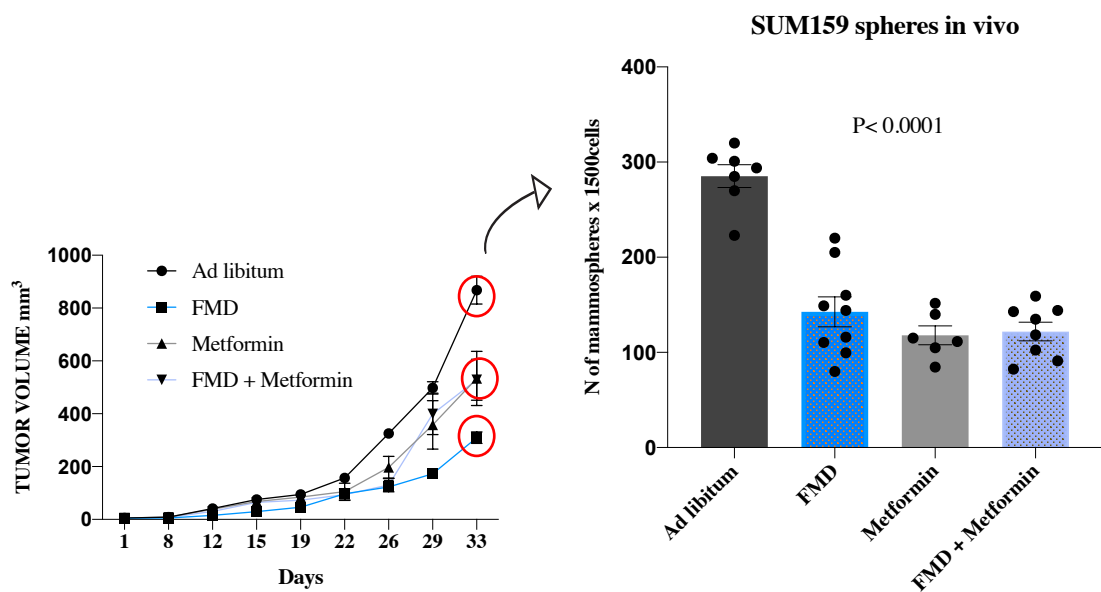 SUM159 spheres in vivo
400
300
200
100
0
N of mammospheres x 1500cells
P< 0.0001
Ad libitum
FMD
Metformin
FMD + Metformin
1000
800
600
400
200
0
TUMOR VOLUME mm³
Ad libitum
FMD
Metformin
FMD + Metformin
1 8 12 15 19 22 26 29 33
Days